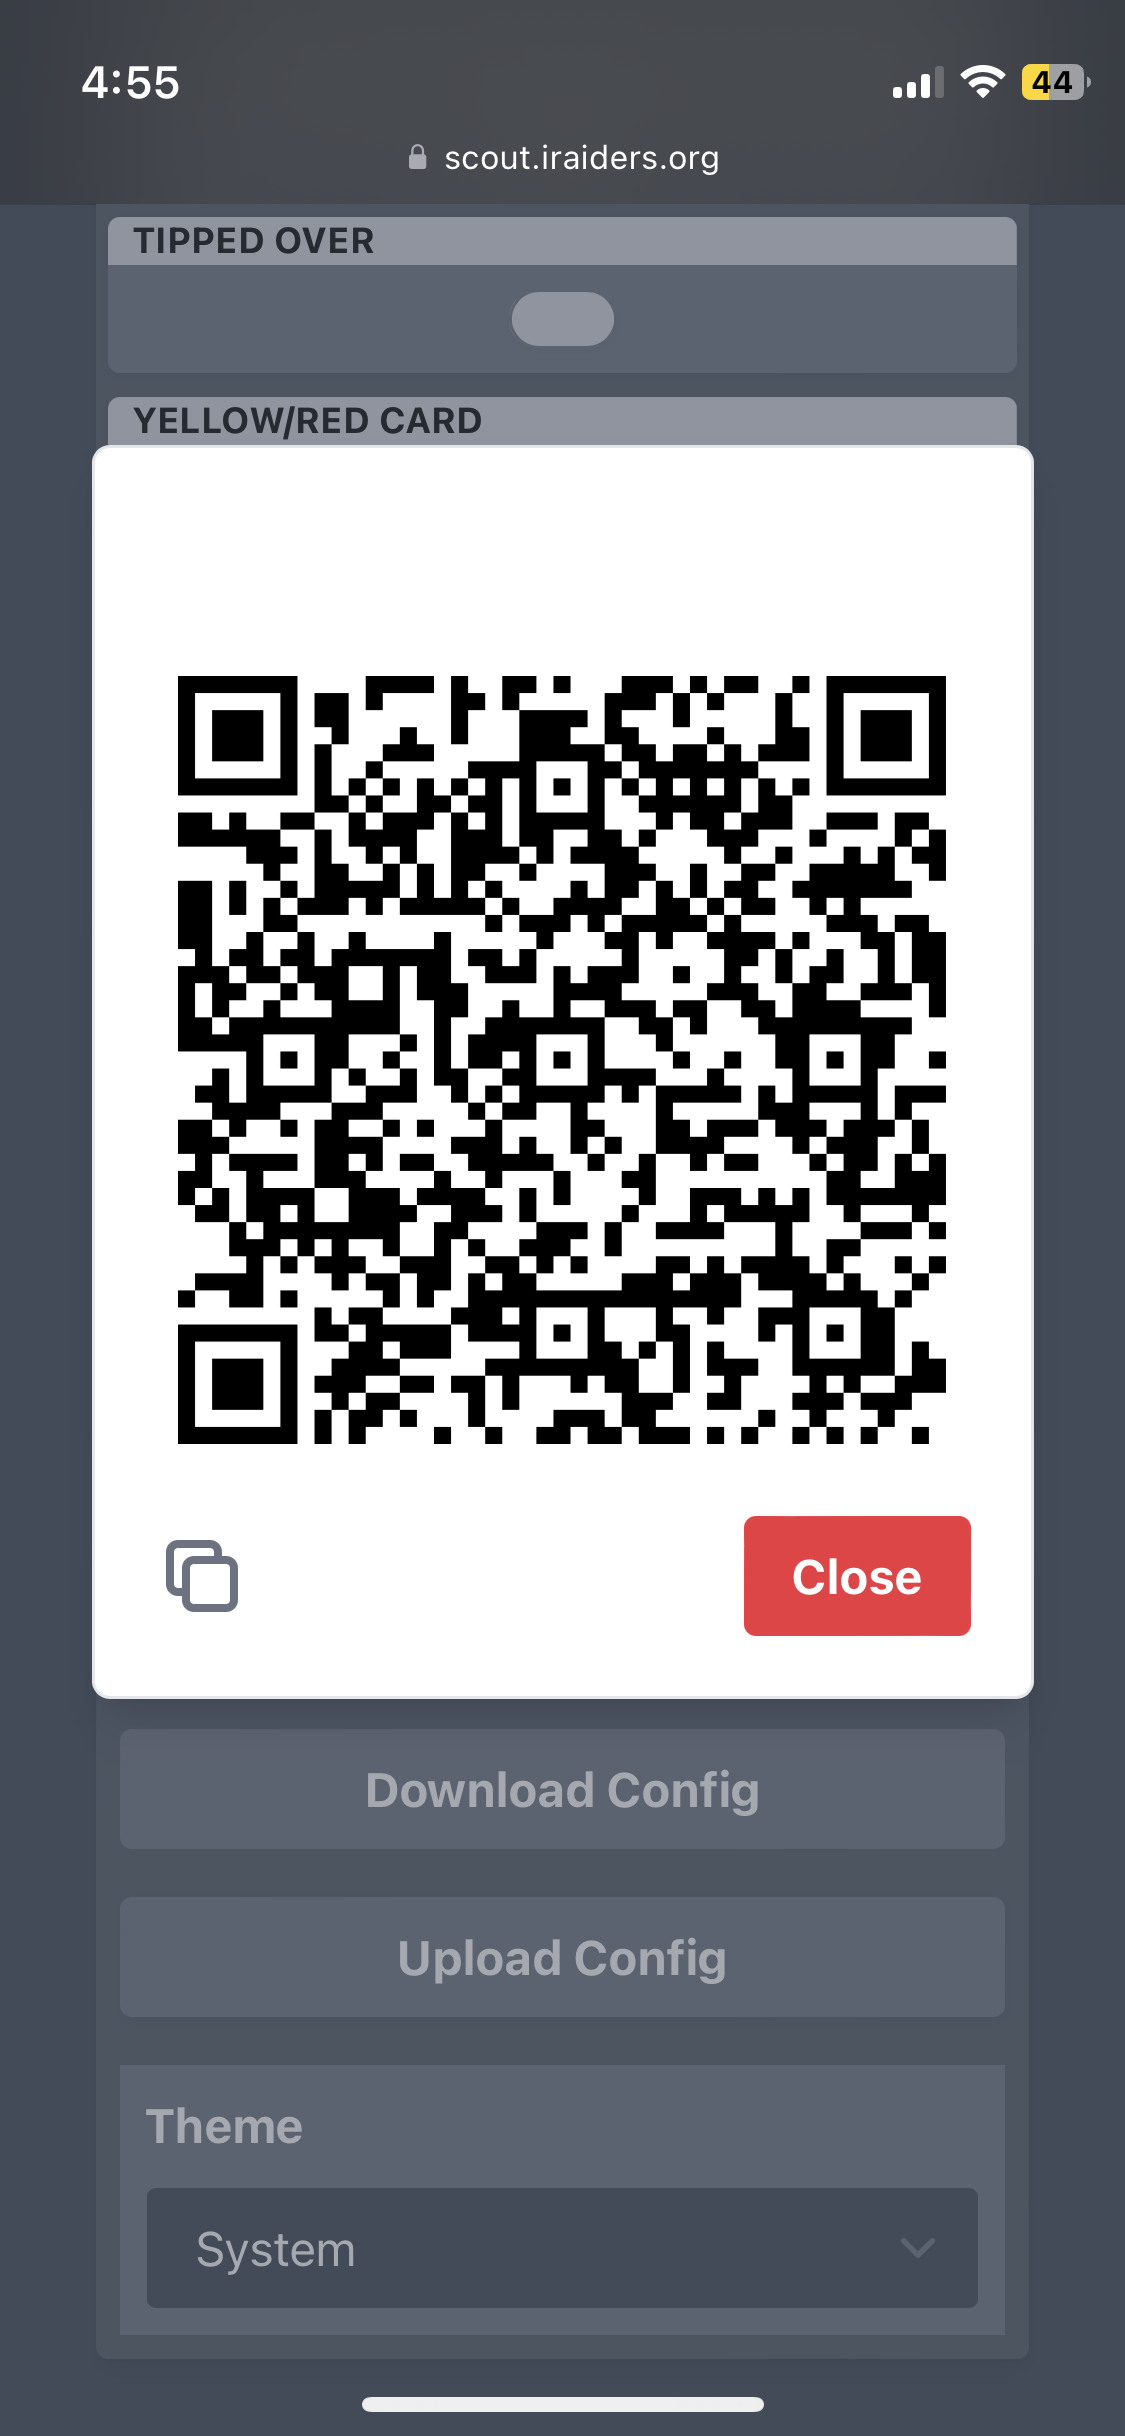 4:55
44
scout.iraiders.org
TIPPED OVER
YELLOW/RED CARD
Close
Download Config
Upload Config
Theme
System